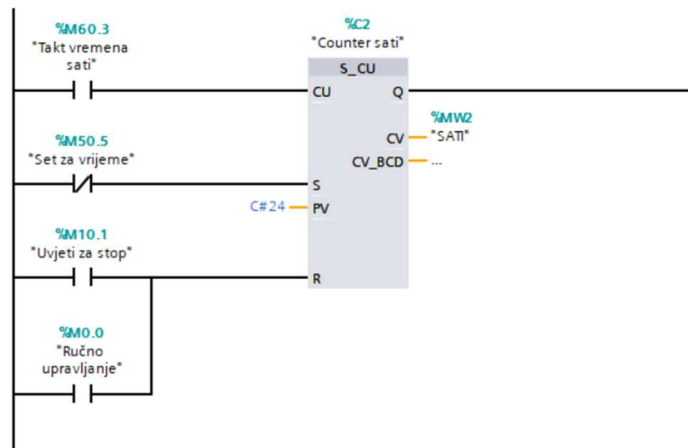 %M60.3
"Takt vremena
sati"
%C2
"Counter sati"
S_CU
CU
Q
%MW2
CV
"SATI"
CV_BCD
...
%M50.5
"Set za vrijeme"
S
C#24
PV
%M10.1
"Uvjeti za stop"
R
%M0.0
"Ručno
upravljanje"